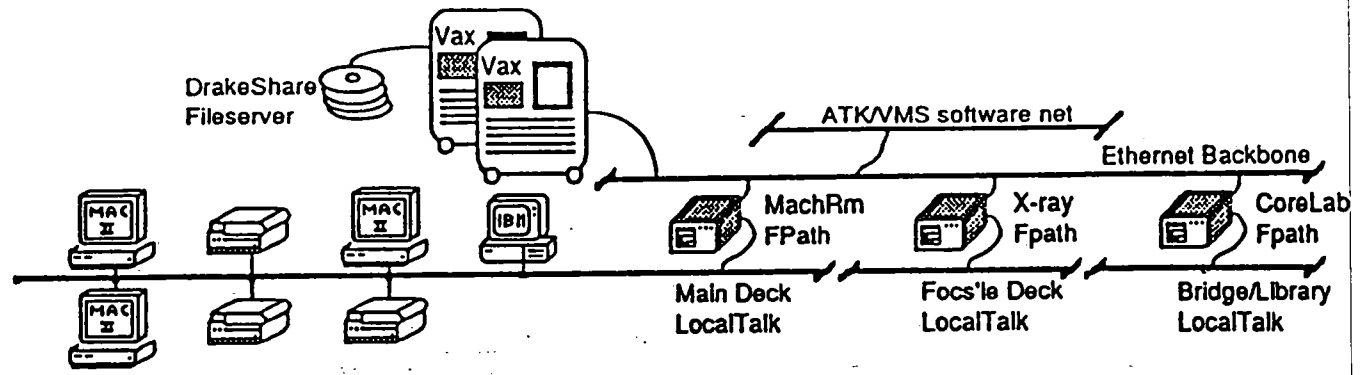 Vax
Vax
DrakeShare
Fileserver
ATK/VMS software net
Ethernet Backbone
MAC
II
MAC
II
IBM
MachRm
FPath
X-ray
Fpath
CoreLab
Fpath
MAC
II
Main Deck
LocalTalk
Focs'le Deck
LocalTalk
Bridge/Library
LocalTalk